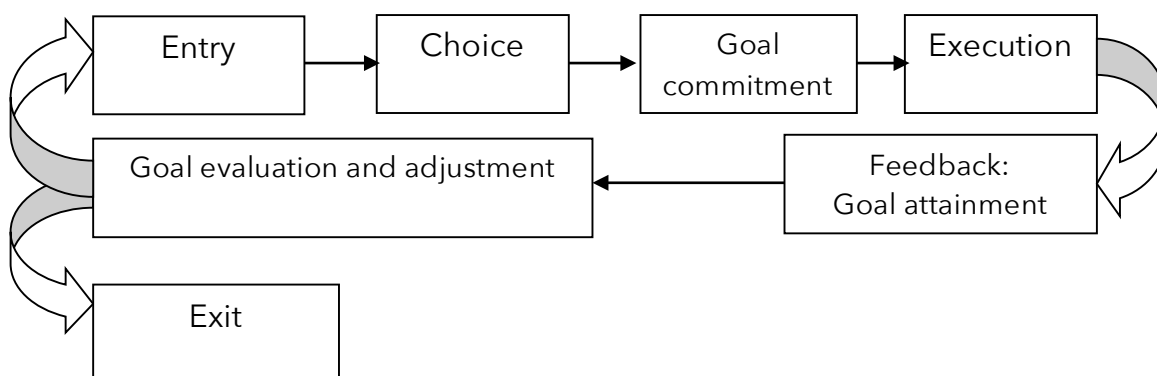 Entry
Choice
Goal
commitment
Execution
Goal evaluation and adjustment
Feedback:
Goal attainment
Exit